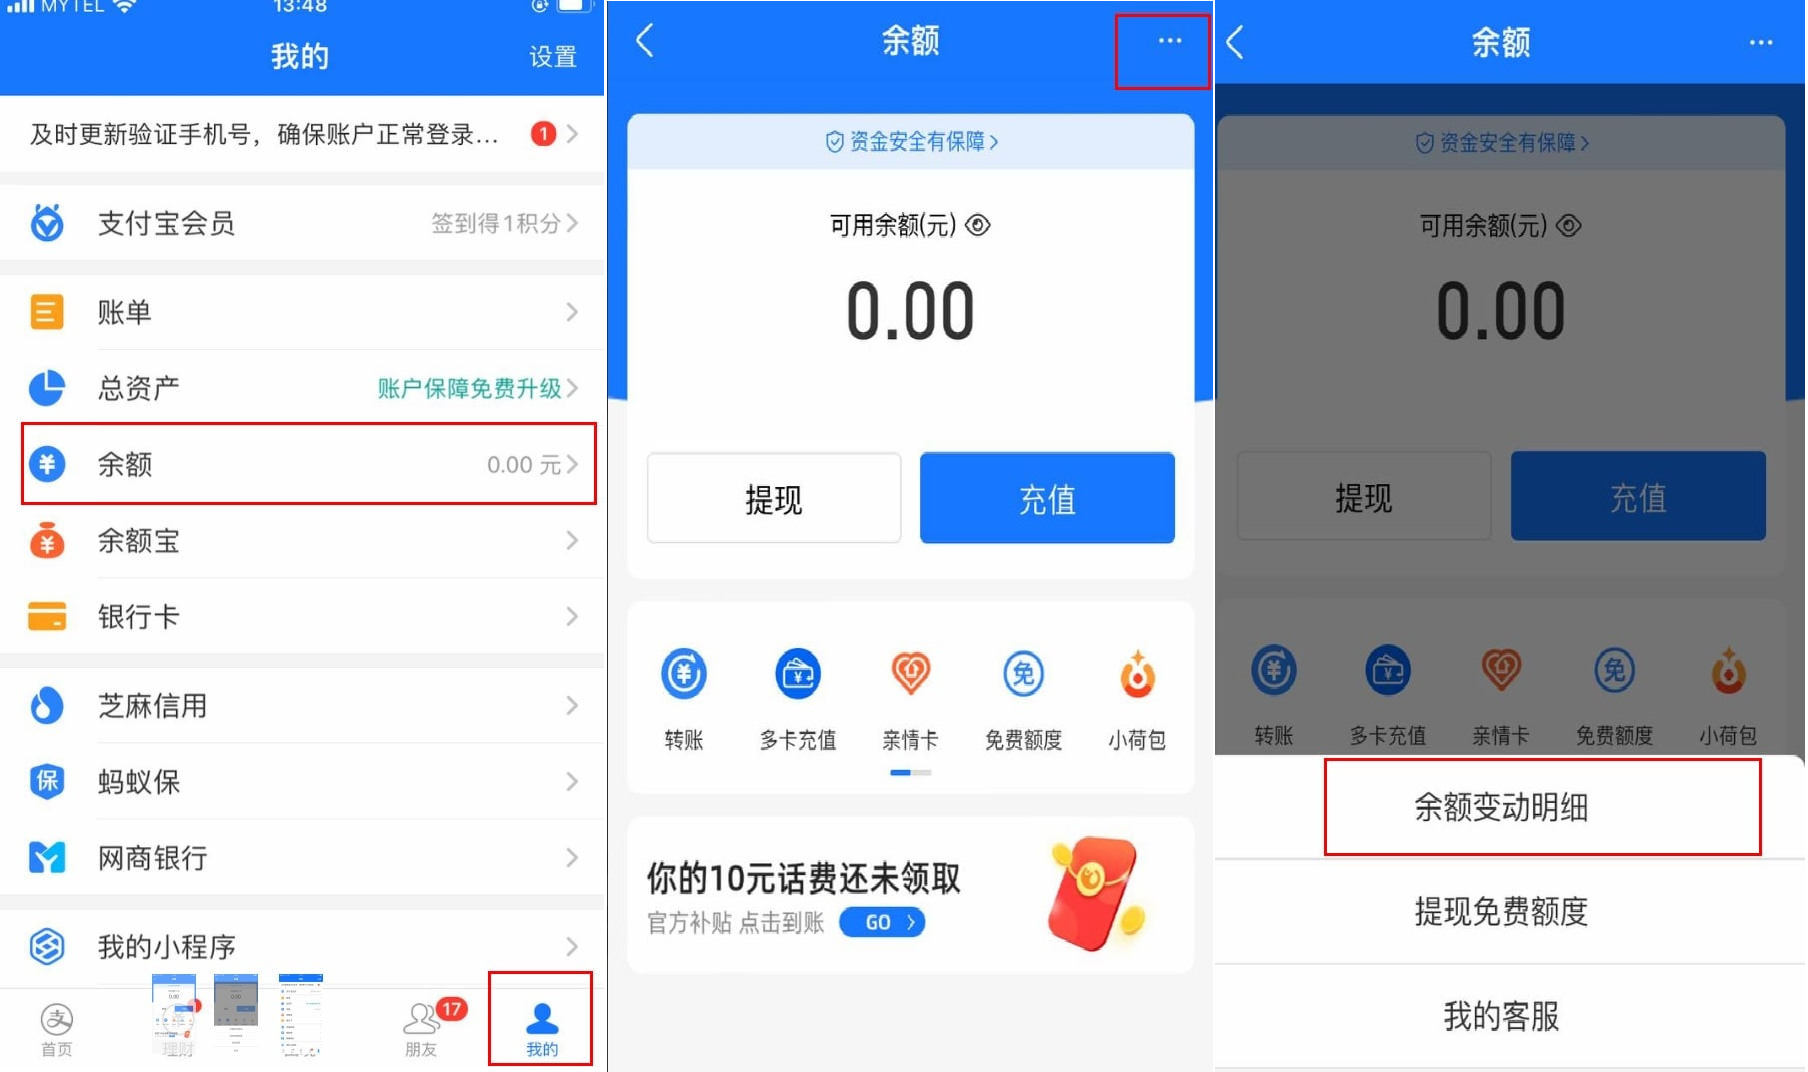 MYTEL
13:48
我的
设置
及时更新验证手机号，确保账户正常登录...
1
支付宝会员
签到得1积分
账单
总资产
账户保障免费升级
余额
0.00 元
余额宝
银行卡
芝麻信用
保
蚂蚁保
网商银行
我的小程序
支
首页
理财
朋友
17
我的
余额
...
资金安全有保障
可用余额(元)
0.00
提现
充值
转账
多卡充值
亲情卡
免
免费额度
小荷包
你的10元话费还未领取
官方补贴 点击到账
GO
余额
...
资金安全有保障
可用余额(元)
0.00
提现
充值
转账
多卡充值
亲情卡
免
免费额度
小荷包
余额变动明细
提现免费额度
我的客服